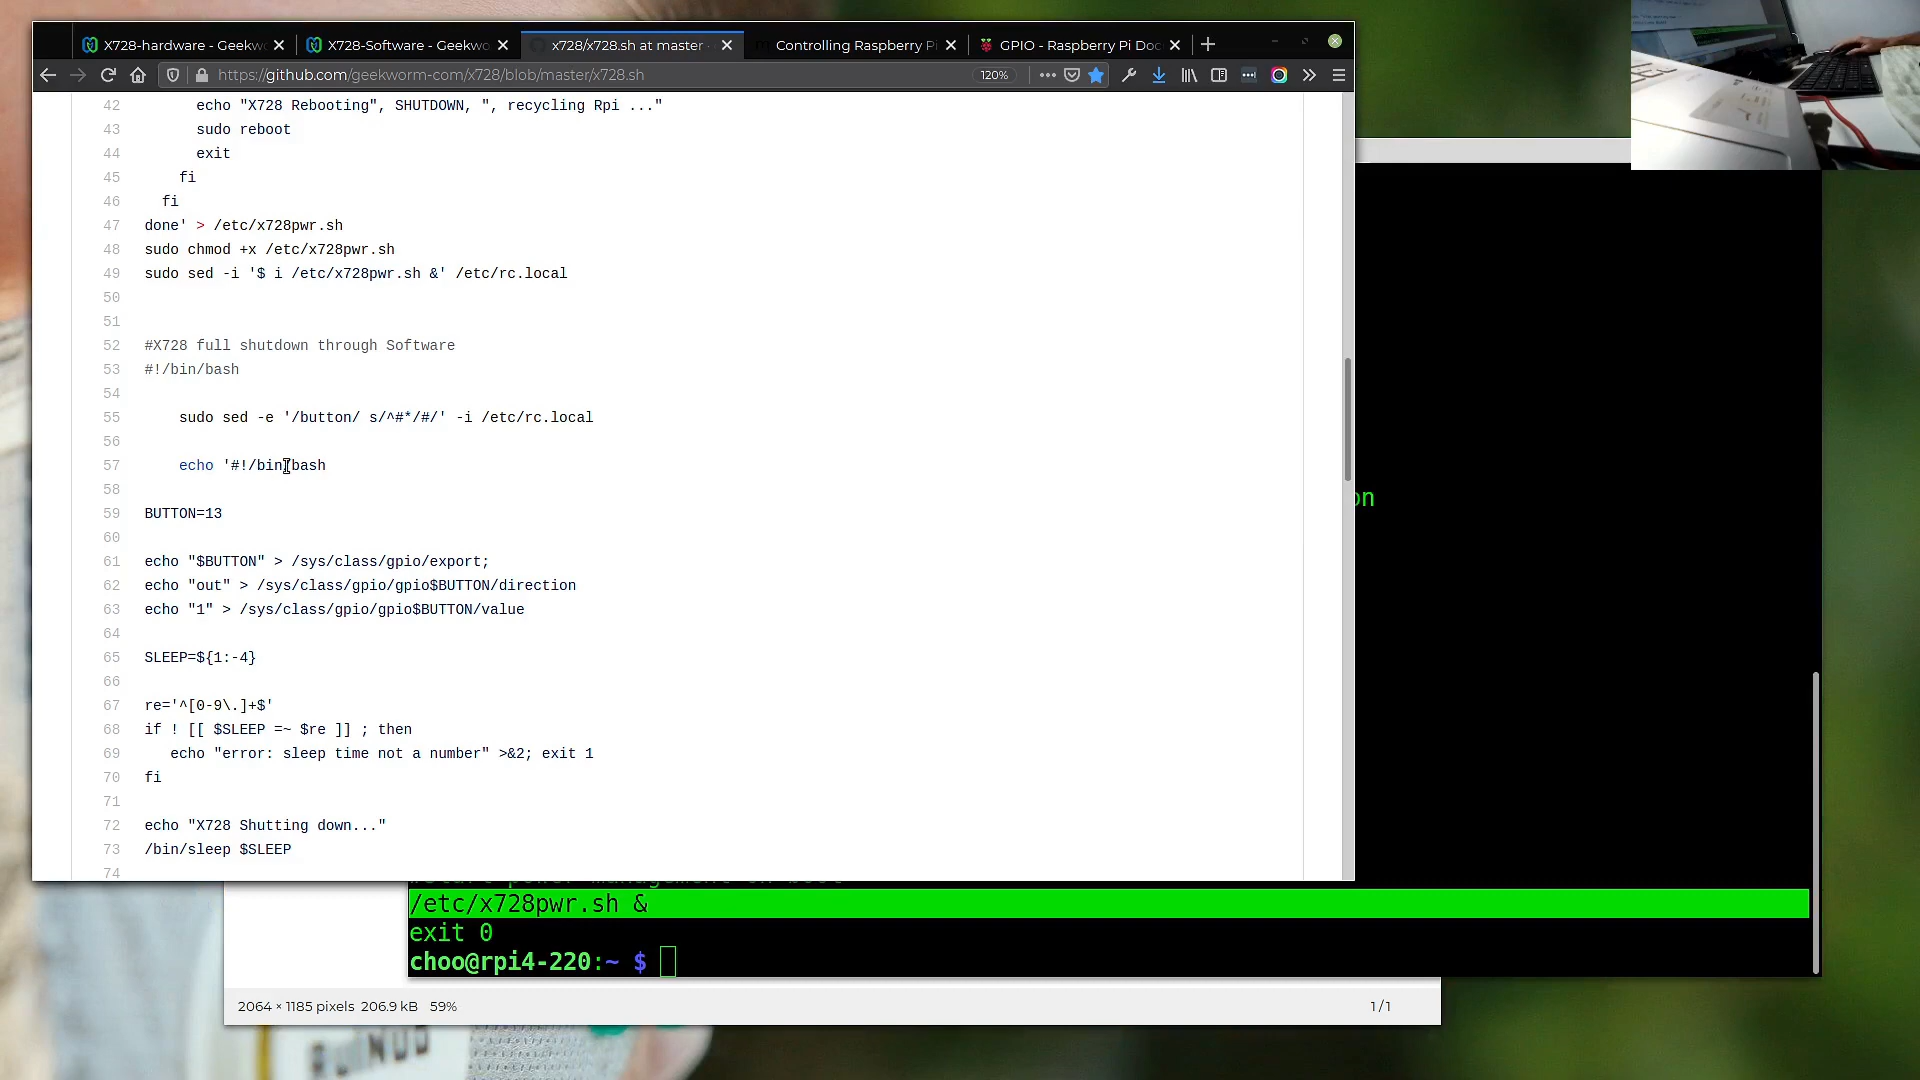 X728-hardware - Geekwo
X728-Software - Geekwo
x728/x728.sh at master
Controlling Raspberry Pi
GPIO - Raspberry Pi Doc
https://github.com/geekworm-com/x728/blob/master/x728.sh
120%
42 echo "X728 Rebooting", SHUTDOWN, ", recycling Rpi ..."
43 sudo reboot
44 exit
45 fi
46 fi
47 done' > /etc/x728pwr.sh
48 sudo chmod +x /etc/x728pwr.sh
49 sudo sed -i '$ i /etc/x728pwr.sh &' /etc/rc.local
50
51
52 #X728 full shutdown through Software
53 #!/bin/bash
54
55 sudo sed -e '/button/ s/^#*/#/' -i /etc/rc.local
56
57 echo '#!/bin/bash
58
59 BUTTON=13
60
61 echo "$BUTTON" > /sys/class/gpio/export;
62 echo "out" > /sys/class/gpio/gpio$BUTTON/direction
63 echo "1" > /sys/class/gpio/gpio$BUTTON/value
64
65 SLEEP=${1:-4}
66
67 re='^[0-9\.]+$'
68 if ! [[ $SLEEP =~ $re ]] ; then
69 echo "error: sleep time not a number" >&2; exit 1
70 fi
71
72 echo "X728 Shutting down..."
73 /bin/sleep $SLEEP
74
on
/etc/x728pwr.sh &
exit 0
choo@rpi4-220:~ $
2064 × 1185 pixels 206.9 kB 59%
1 / 1